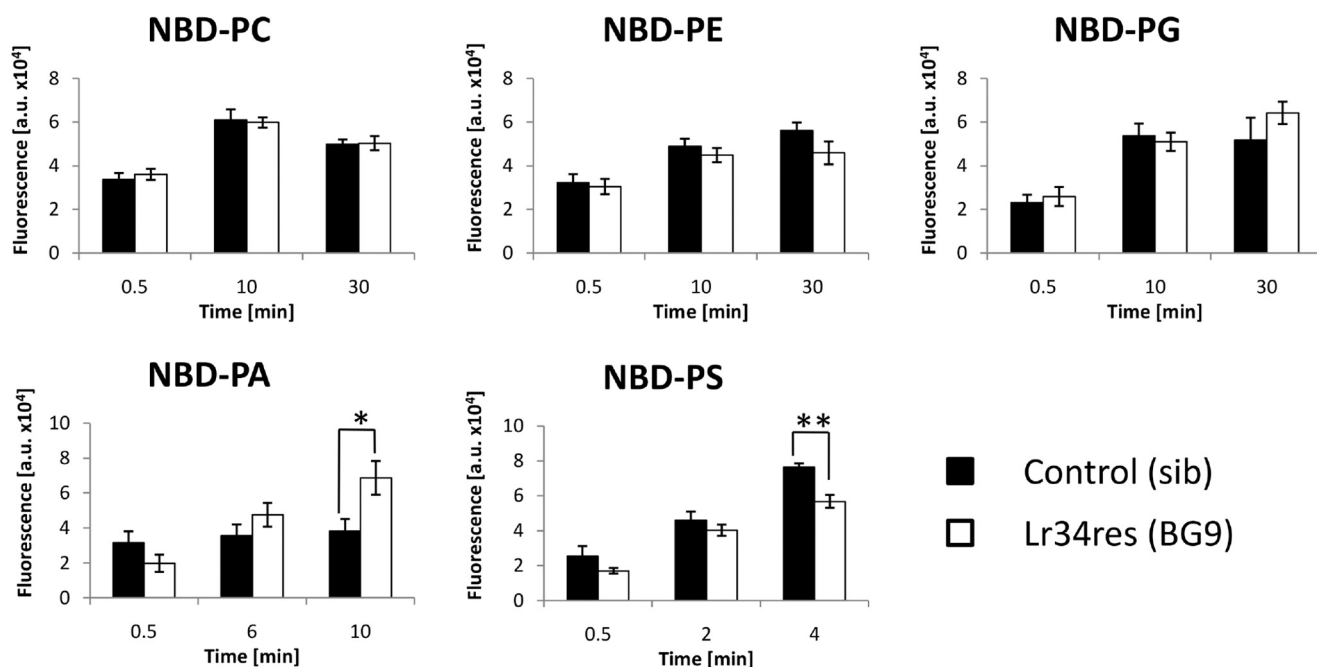 NBD-PC
Fluorescence [a.u. x10⁴]
8
6
4
2
0
0.5 10 30
Time [min]
NBD-PE
Fluorescence [a.u. x10⁴]
8
6
4
2
0
0.5 10 30
Time [min]
NBD-PG
Fluorescence [a.u. x10⁴]
8
6
4
2
0
0.5 10 30
Time [min]
NBD-PA
Fluorescence [a.u. x10⁴]
10
8
6
4
2
0
*
0.5 6 10
Time [min]
NBD-PS
Fluorescence [a.u. x10⁴]
10
8
6
4
2
0
**
0.5 2 4
Time [min]
Control (sib)
Lr34res (BG9)